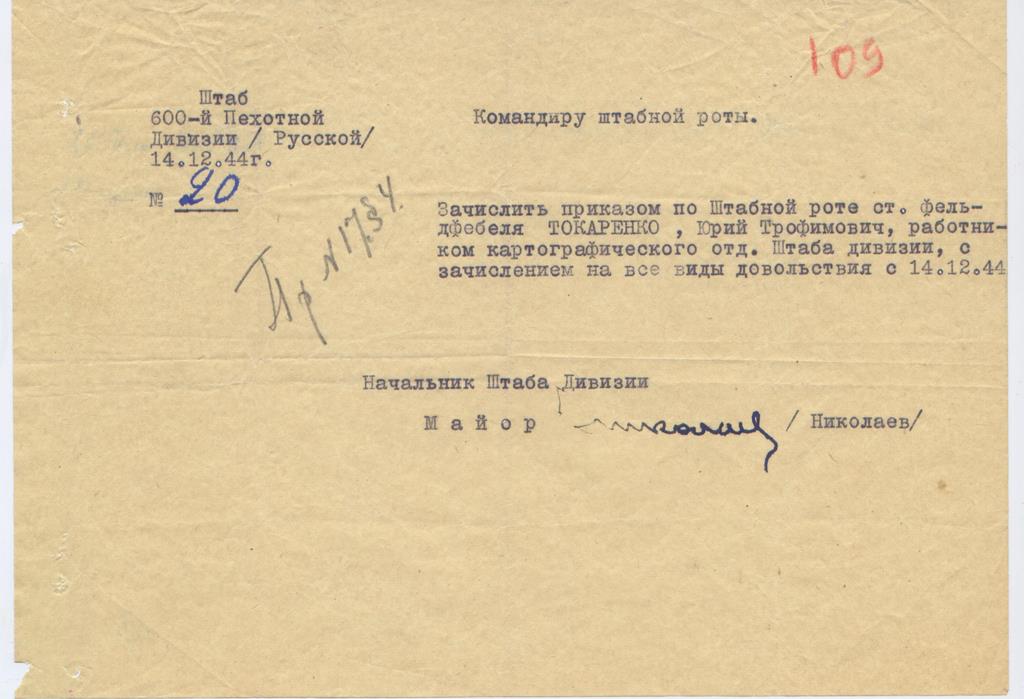 109
Штаб
600-й Пехотной
Дивизии / Русской/
14.12.44г.
№ 20
Командиру штабной роты.
Зачислить приказом по Штабной роте ст. фель-
дфебеля ТОКАРЕНКО , Юрий Трофимович, работни-
ком картографического отд. Штаба дивизии, с
зачислением на все виды довольствия с 14.12.44
Пр N
Начальник Штаба Дивизии
Майор Николаев / Николаев/